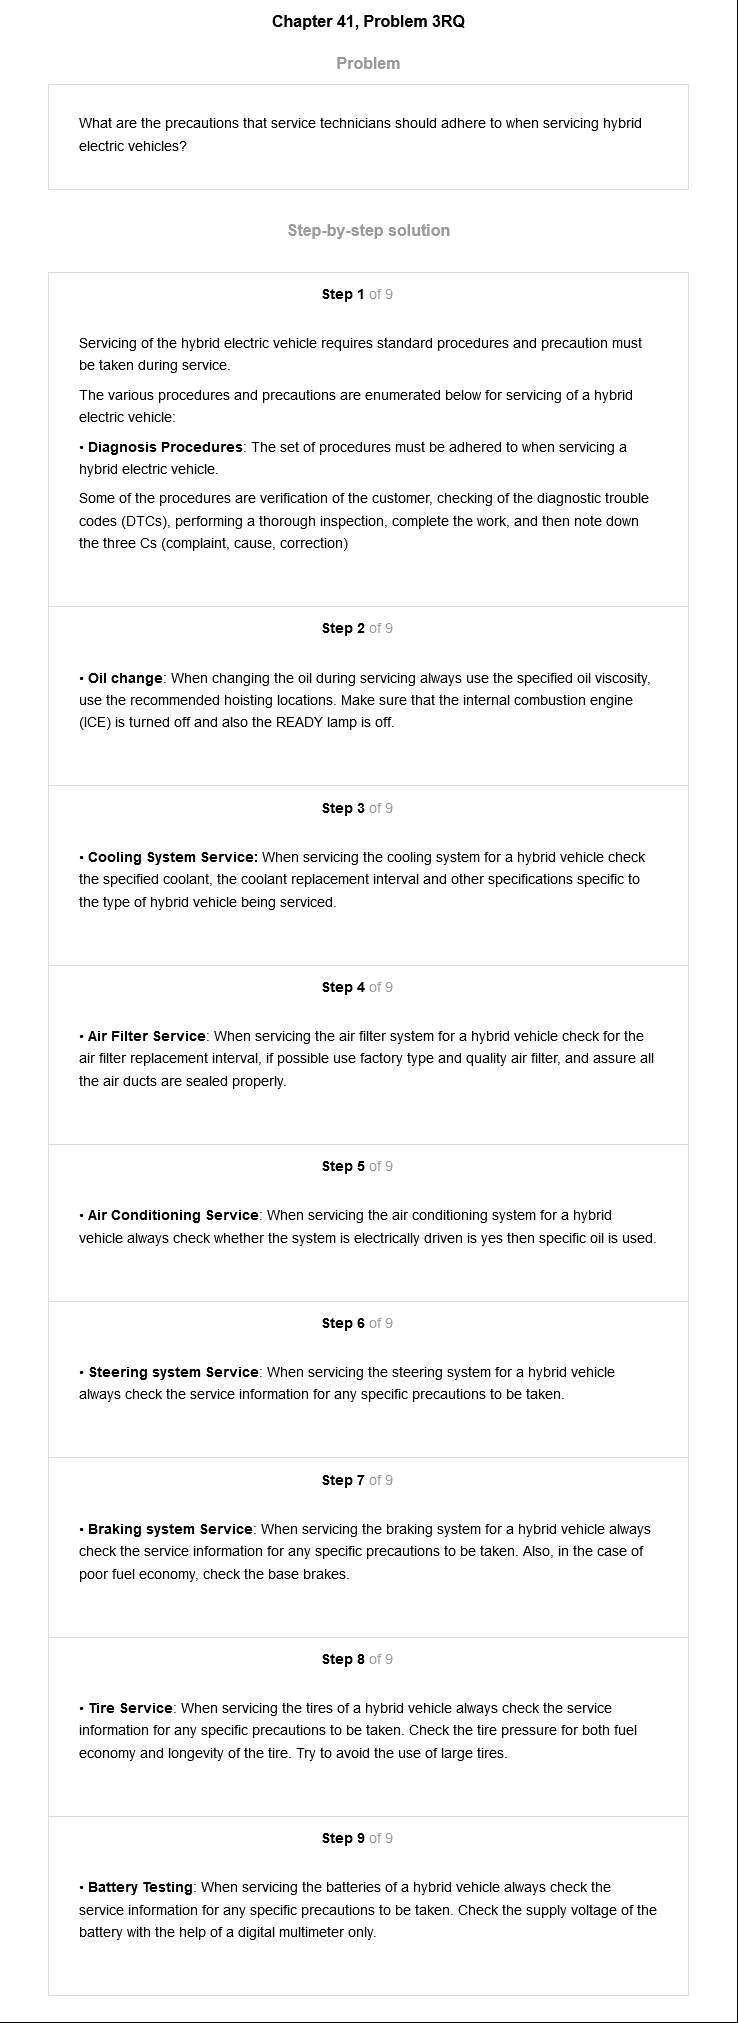 Chapter 41, Problem 3RQ
Problem
What are the precautions that service technicians should adhere to when servicing hybrid
electric vehicles?
Step-by-step solution
Step 1 of 9
Servicing of the hybrid electric vehicle requires standard procedures and precaution must
be taken during service.
The various procedures and precautions are enumerated below for servicing of a hybrid
electric vehicle:
• Diagnosis Procedures: The set of procedures must be adhered to when servicing a
hybrid electric vehicle.
Some of the procedures are verification of the customer, checking of the diagnostic trouble
codes (DTCs), performing a thorough inspection, complete the work, and then note down
the three Cs (complaint, cause, correction)
Step 2 of 9
• Oil change: When changing the oil during servicing always use the specified oil viscosity,
use the recommended hoisting locations. Make sure that the internal combustion engine
(ICE) is turned off and also the READY lamp is off.
Step 3 of 9
• Cooling System Service: When servicing the cooling system for a hybrid vehicle check
the specified coolant, the coolant replacement interval and other specifications specific to
the type of hybrid vehicle being serviced.
Step 4 of 9
• Air Filter Service: When servicing the air filter system for a hybrid vehicle check for the
air filter replacement interval, if possible use factory type and quality air filter, and assure all
the air ducts are sealed properly.
Step 5 of 9
• Air Conditioning Service: When servicing the air conditioning system for a hybrid
vehicle always check whether the system is electrically driven is yes then specific oil is used.
Step 6 of 9
• Steering system Service: When servicing the steering system for a hybrid vehicle
always check the service information for any specific precautions to be taken.
Step 7 of 9
• Braking system Service: When servicing the braking system for a hybrid vehicle always
check the service information for any specific precautions to be taken. Also, in the case of
poor fuel economy, check the base brakes.
Step 8 of 9
• Tire Service: When servicing the tires of a hybrid vehicle always check the service
information for any specific precautions to be taken. Check the tire pressure for both fuel
economy and longevity of the tire. Try to avoid the use of large tires.
Step 9 of 9
• Battery Testing: When servicing the batteries of a hybrid vehicle always check the
service information for any specific precautions to be taken. Check the supply voltage of the
battery with the help of a digital multimeter only.